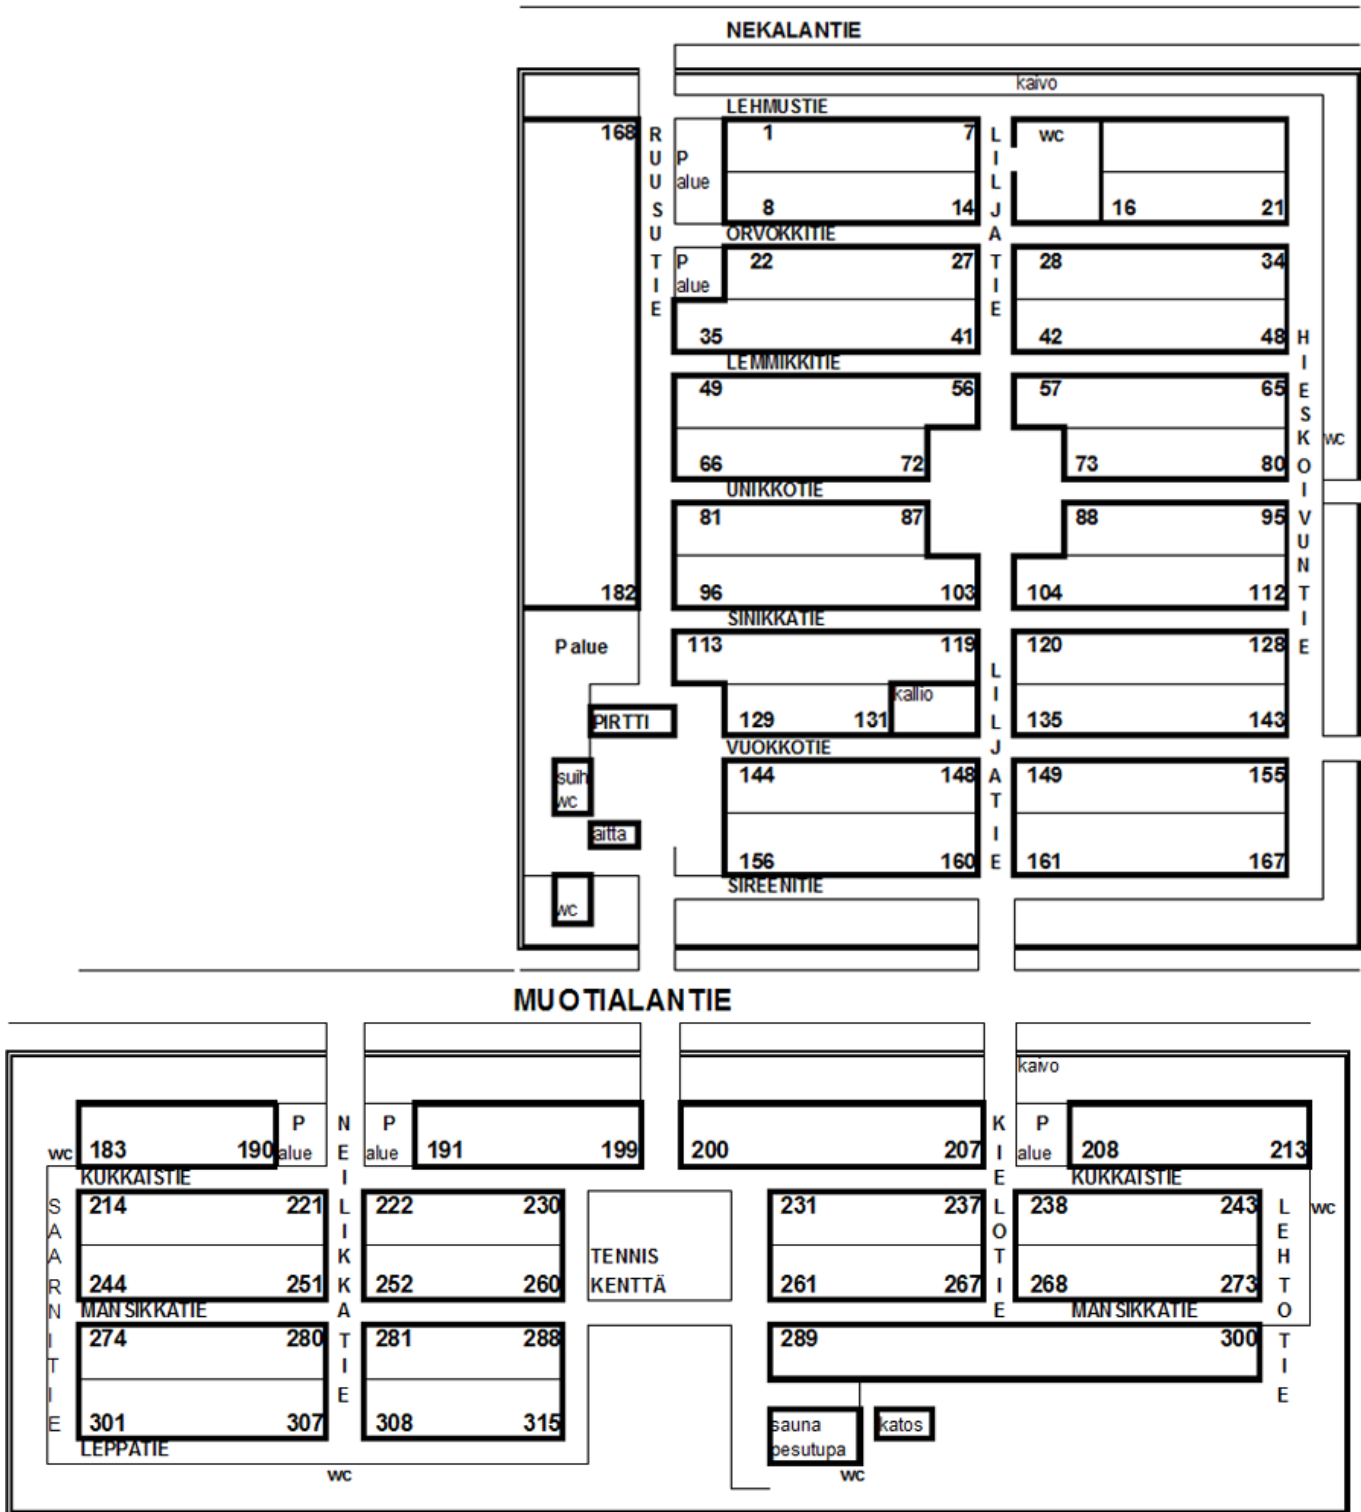 NEKALANTIE
kaivo
LEHMUSTIE
168 RUUSUTIE P alue 1 7 LILJATIE wc
8 14 16 21
ORVOKKITIE
P alue 22 27 28 34
35 41 42 48 HIESKOIVUNTIE
LEMMIKKITIE
49 56 57 65
wc
66 72 73 80
UNIKKOTIE
81 87 88 95
182 96 103 104 112
SINIKKATIE
P alue 113 119 LILJATIE 120 128
kallio
PIRTTI 129 131 135 143
VUOKKOTIE
suih wc 144 148 149 155
aitta
156 160 161 167
SIREENITIE
wc
MUOTIALANTIE
kaivo
wc 183 190 P alue NEILIKKATIE P alue 191 199 200 207 KIELOTIE P alue 208 213
KUKKAISTIE KUKKAISTIE
SAARNITIE 214 221 222 230 231 237 238 243 LEHTOTIE wc
TENNIS
KENTTÄ
244 251 252 260 261 267 268 273
MANSIKKATIE MANSIKKATIE
274 280 281 288 289 300
301 307 308 315 sauna katos
LEPPATIE pesutupa
wc wc